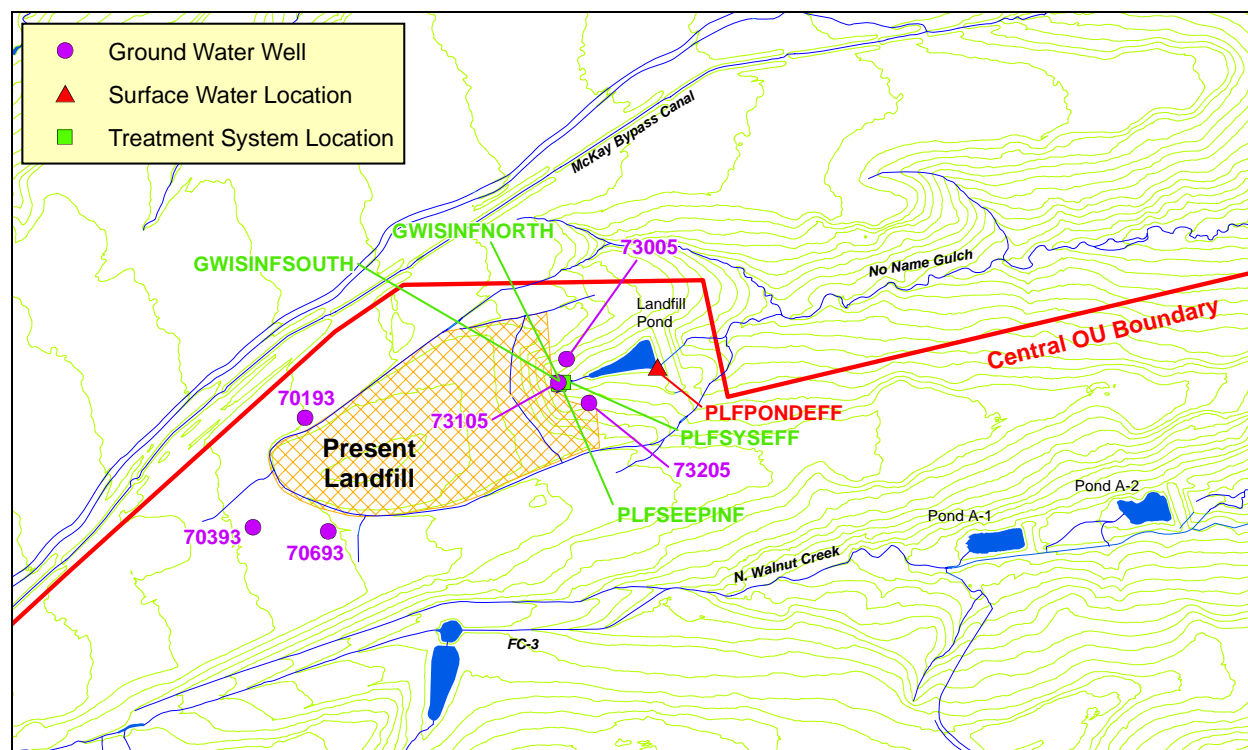 Ground Water Well
Surface Water Location
Treatment System Location
McKay Bypass Canal
GWISINFNORTH
73005
GWISINFSOUTH
No Name Gulch
Landfill
Pond
Central OU Boundary
70193
73105
PLFPONDEFF
PLFSYSEFF
Present
Landfill
73205
Pond A-2
PLFSEEPINF
Pond A-1
70393
70693
N. Walnut Creek
FC-3